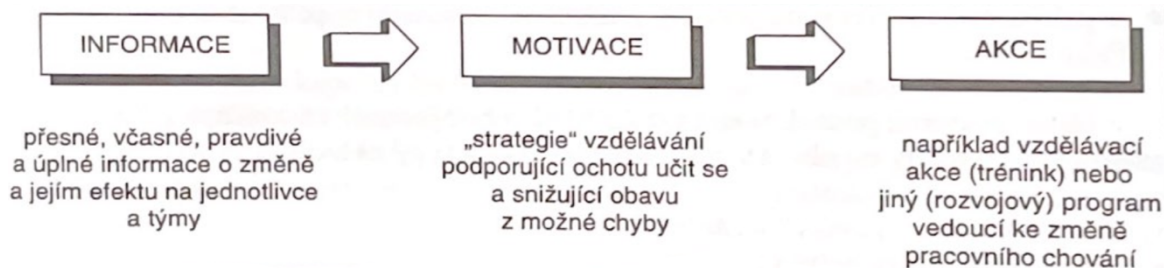 INFORMACE
přesné, včasné, pravdivé
a úplné informace o změně
a jejím efektu na jednotlivce
a týmy
MOTIVACE
„strategie“ vzdělávání
podporující ochotu učit se
a snižující obavu
z možné chyby
AKCE
například vzdělávací
akce (trénink) nebo
jiný (rozvojový) program
vedoucí ke změně
pracovního chování